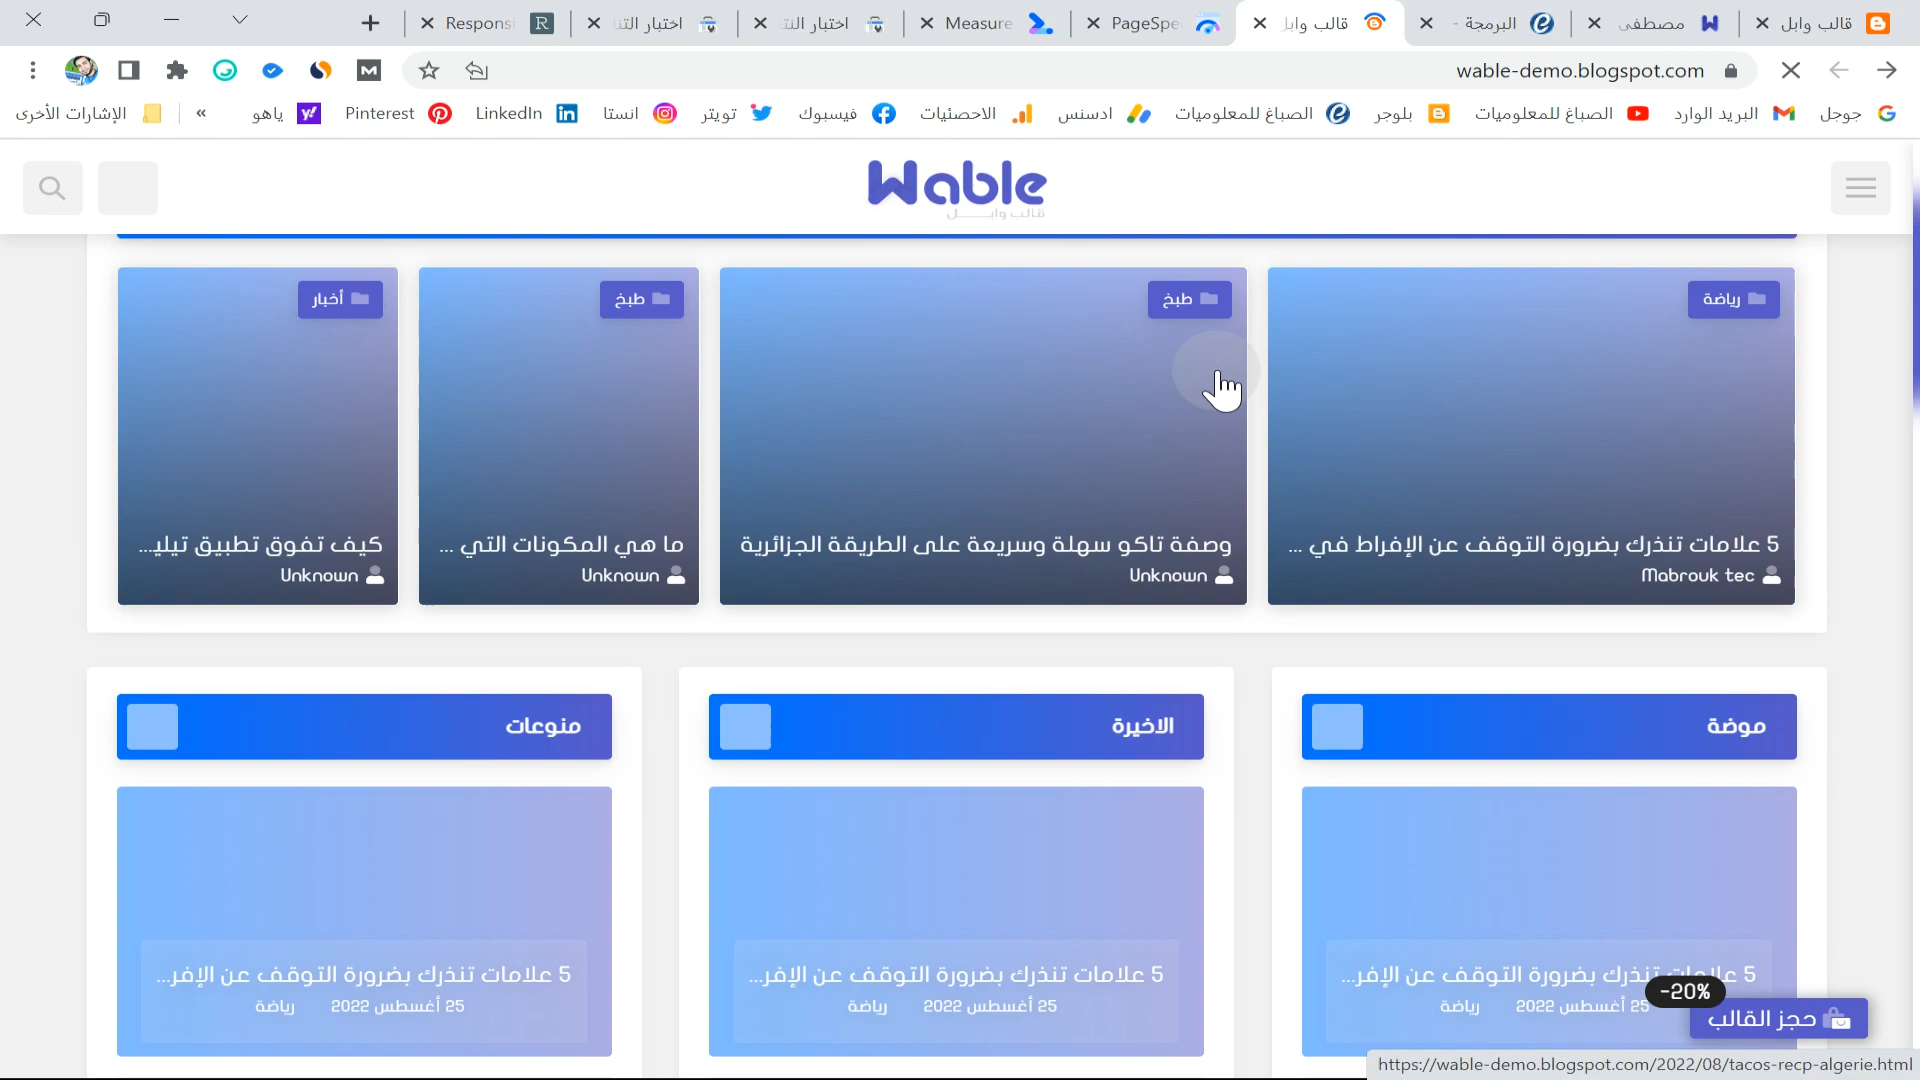 قالب وابل
مصطفى
البرمجة -
قالب وابل
PageSpe
Measure
اختبار النت
اختبار التنا
Responsi
R
wable-demo.blogspot.com
M
جوجل
البريد الوارد
الصباغ للمعلوميات
بلوجر
الصباغ للمعلوميات
ادسنس
الاحصئيات
فيسبوك
تويتر
انستا
LinkedIn
Pinterest
ياهو
»
الإشارات الأخرى
Wable
قالب وابـــــــل
رياضة
طبخ
طبخ
أخبار
5 علامات تنذرك بضرورة التوقف عن الإفراط في ...
Mabrouk tec
وصفة تاكو سهلة وسريعة على الطريقة الجزائرية
Unknown
ما هي المكونات التي ...
Unknown
كيف تفوق تطبيق تيلي...
Unknown
موضة
الاخيرة
منوعات
5 علامات تنذرك بضرورة التوقف عن الإفر...
25 أغسطس 2022 رياضة
5 علامات تنذرك بضرورة التوقف عن الإفر...
25 أغسطس 2022 رياضة
5 علامات تنذرك بضرورة التوقف عن الإفر...
25 أغسطس 2022 رياضة
-20%
حجز القالب
https://wable-demo.blogspot.com/2022/08/tacos-recp-algerie.html